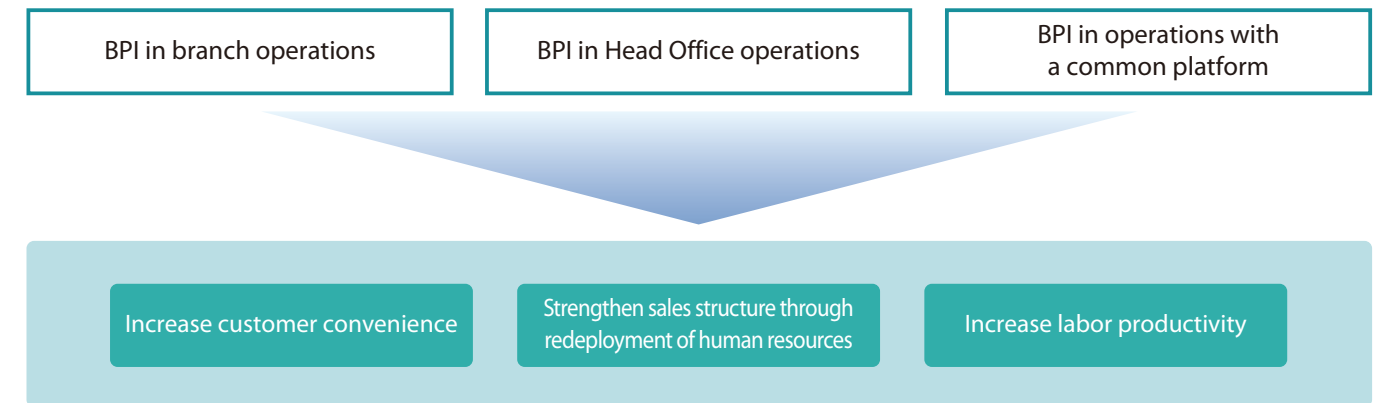 BPI in branch operations
BPI in Head Office operations
BPI in operations with
a common platform
Increase customer convenience
Strengthen sales structure through
redeployment of human resources
Increase labor productivity